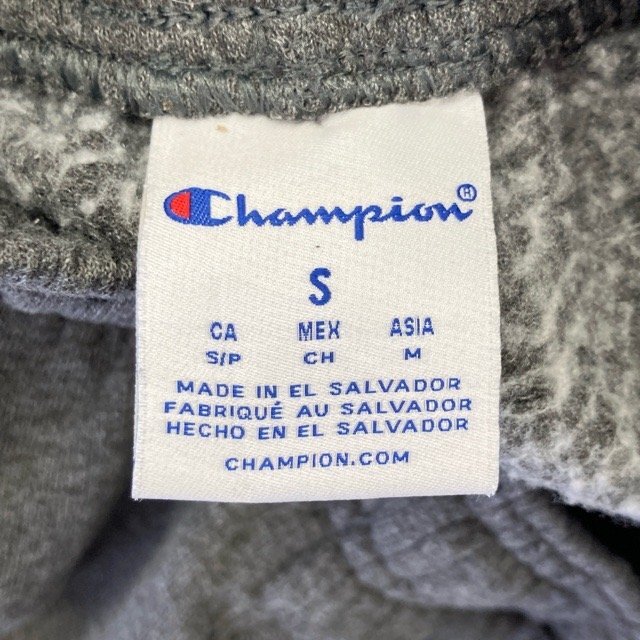 Champion®
S
CA MEX ASIA
S/P CH M
MADE IN EL SALVADOR
FABRIQUÉ AU SALVADOR
HECHO EN EL SALVADOR
CHAMPION.COM